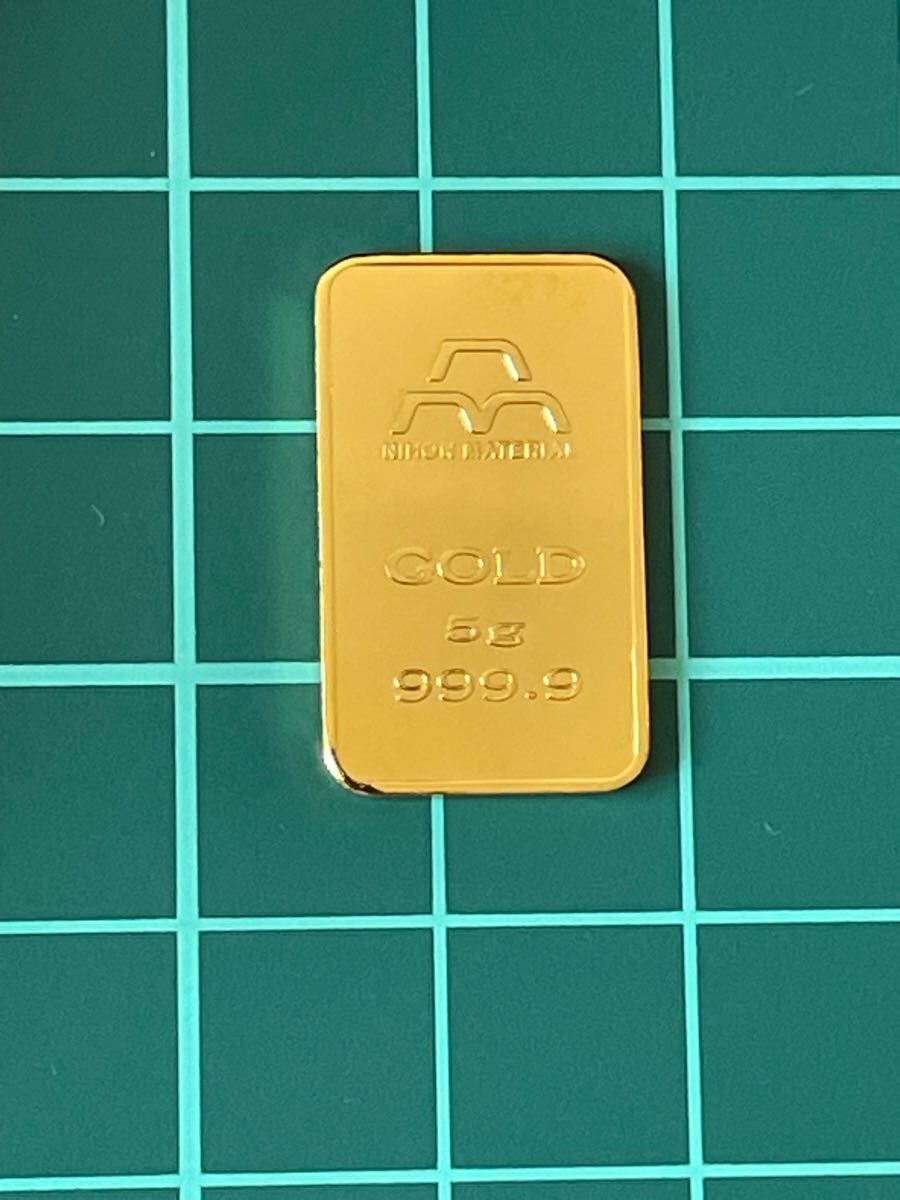 NIHON MATERIAL
GOLD
5g
999.9